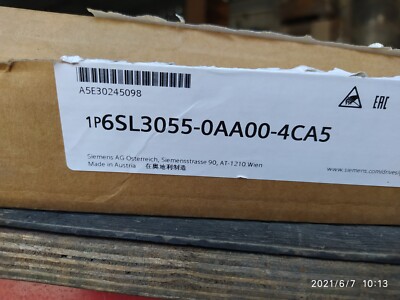 A5E30245098
1P6SL3055-0AA00-4CA5
EAC
Siemens AG Österreich, Siemensstrasse 90, AT-1210 Wien
Made in Austria 在奥地利制造
www.siemens.com/drives
2021/6/7 10:13